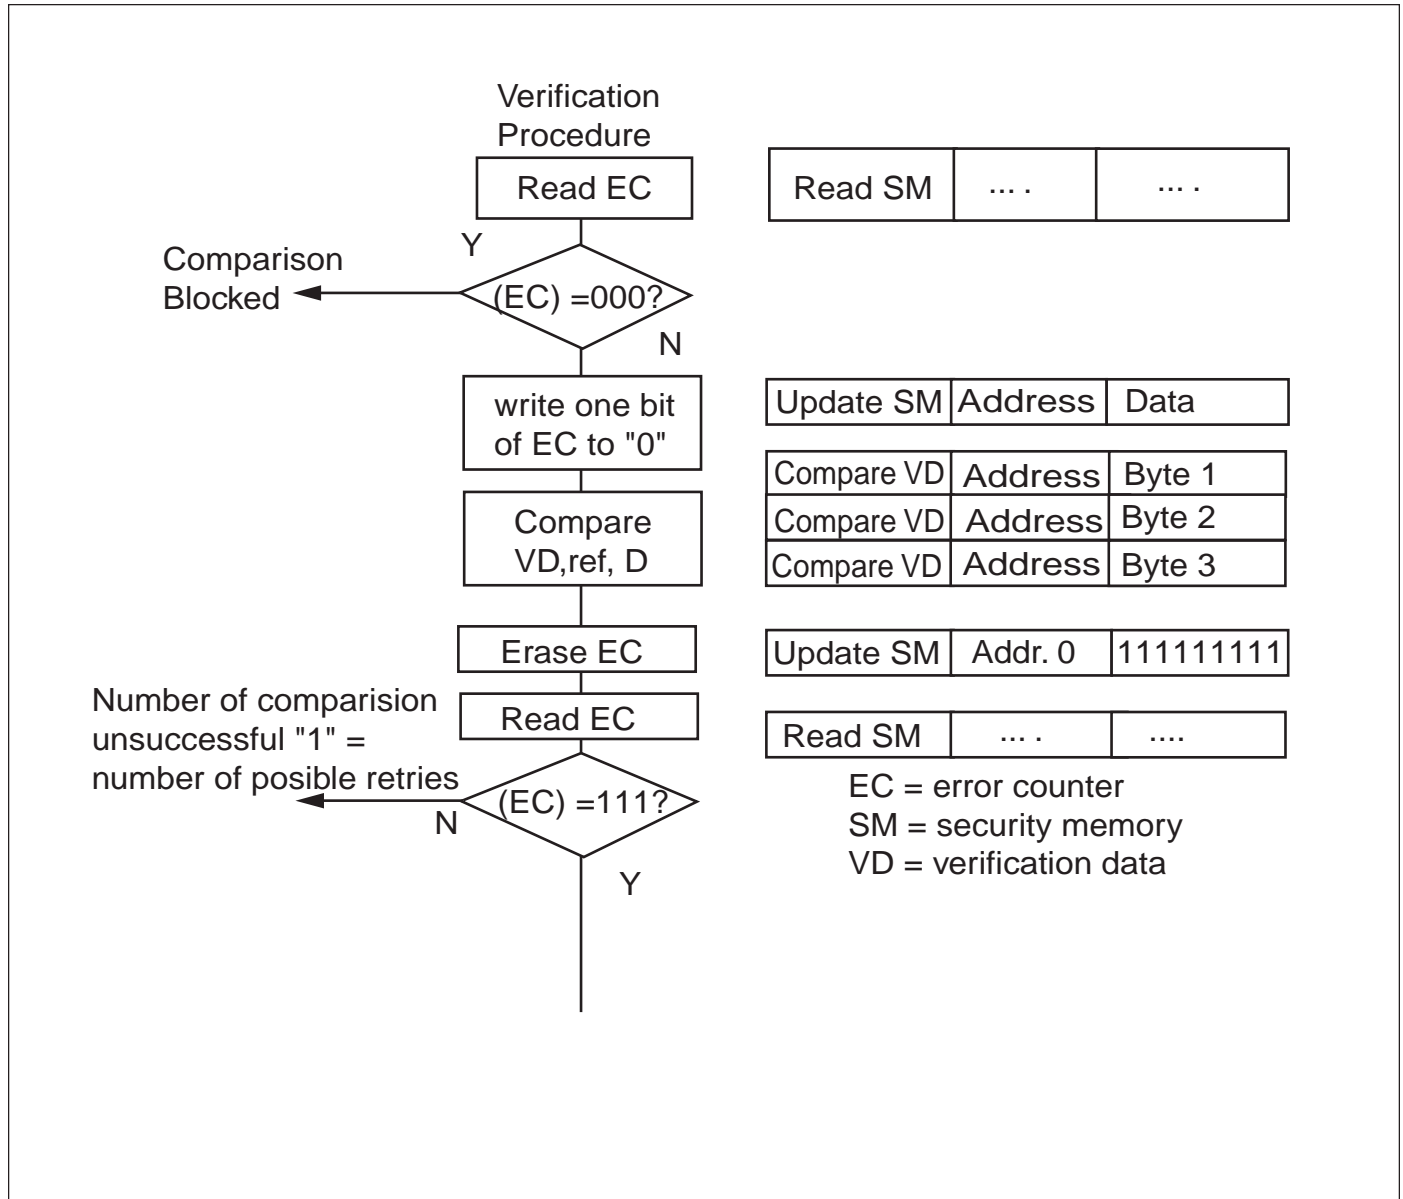 Verification
Procedure
Read EC
Read SM ... . ... .
Y
Comparison
Blocked
(EC) =000?
N
write one bit
of EC to "0"
Update SM Address Data
Compare VD Address Byte 1
Compare
VD,ref, D
Compare VD Address Byte 2
Compare VD Address Byte 3
Erase EC
Update SM Addr. 0 111111111
Number of comparision
unsuccessful "1" =
number of posible retries
Read EC
Read SM ... . ....
(EC) =111?
N
Y
EC = error counter
SM = security memory
VD = verification data